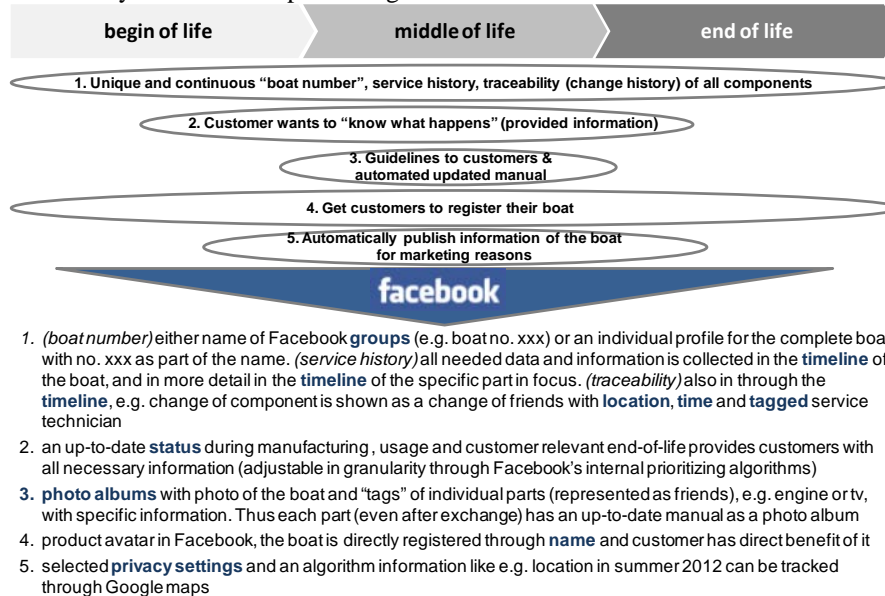 begin of life middle of life end of life
1. Unique and continuous “boat number”, service history, traceability (change history) of all components
2. Customer wants to “know what happens” (provided information)
3. Guidelines to customers &
automated updated manual
4. Get customers to register their boat
5. Automatically publish information of the boat
for marketing reasons
facebook
1. (boat number) either name of Facebook groups (e.g. boat no. xxx) or an individual profile for the complete boa
with no. xxx as part of the name. (service history) all needed data and information is collected in the timeline of
the boat, and in more detail in the timeline of the specific part in focus. (traceability) also in through the
timeline, e.g. change of component is shown as a change of friends with location, time and tagged service
technician
2. an up-to-date status during manufacturing , usage and customer relevant end-of-life provides customers with
all necessary information (adjustable in granularity through Facebook’s internal prioritizing algorithms)
3. photo albums with photo of the boat and “tags” of individual parts (represented as friends), e.g. engine or tv,
with specific information. Thus each part (even after exchange) has an up-to-date manual as a photo album
4. product avatar in Facebook, the boat is directly registered through name and customer has direct benefit of it
5. selected privacy settings and an algorithm information like e.g. location in summer 2012 can be tracked
through Google maps